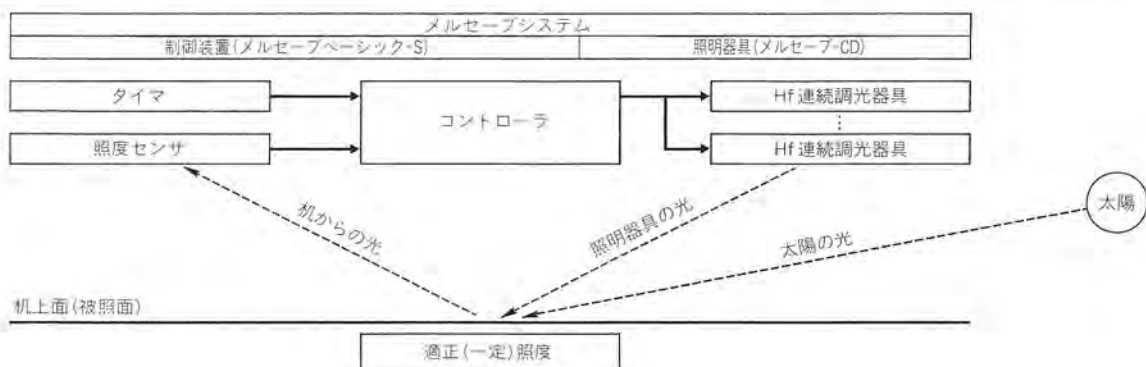 メルセーブシステム
制御装置(メルセーブベーシック-S)
照明器具(メルセーブ-CD)
タイマ
コントローラ
Hf連続調光器具
照度センサ
Hf連続調光器具
太陽
机からの光
照明器具の光
太陽の光
机上面(被照面)
適正(一定)照度